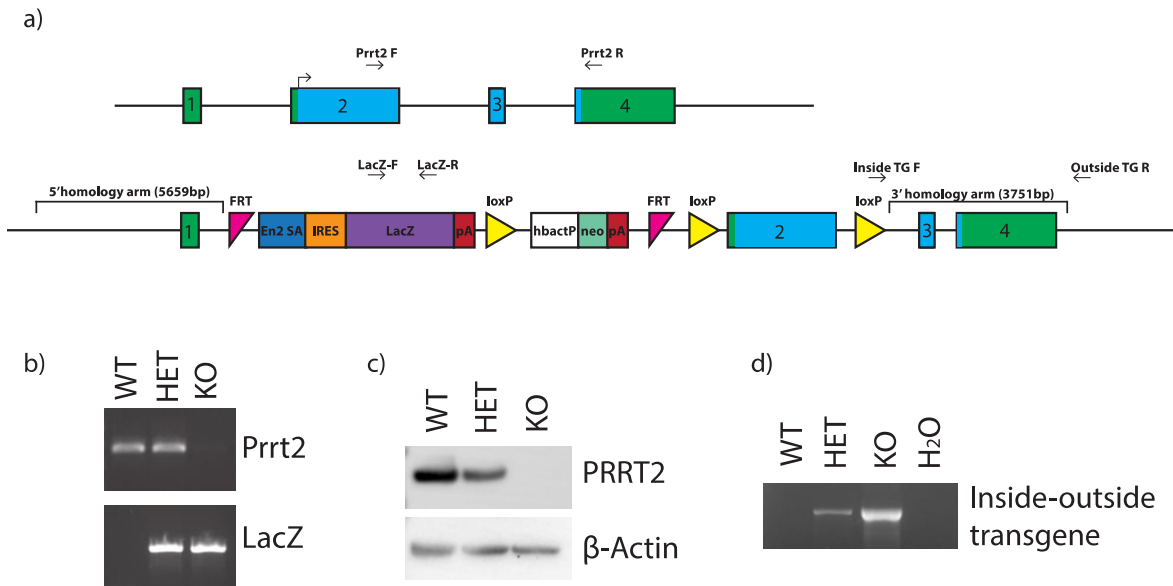 a)
Prrt2 F
Prrt2 R
1
2
3
4
LacZ-F
LacZ-R
Inside TG F
Outside TG R
5'homology arm (5659bp)
FRT
loxP
FRT
loxP
loxP
3' homology arm (3751bp)
1
En2 SA
IRES
LacZ
pA
hbactP
neo
pA
2
3
4
b)
WT
HET
KO
Prrt2
LacZ
c)
WT
HET
KO
PRRT2
β-Actin
d)
WT
HET
KO
H₂O
Inside-outside
transgene